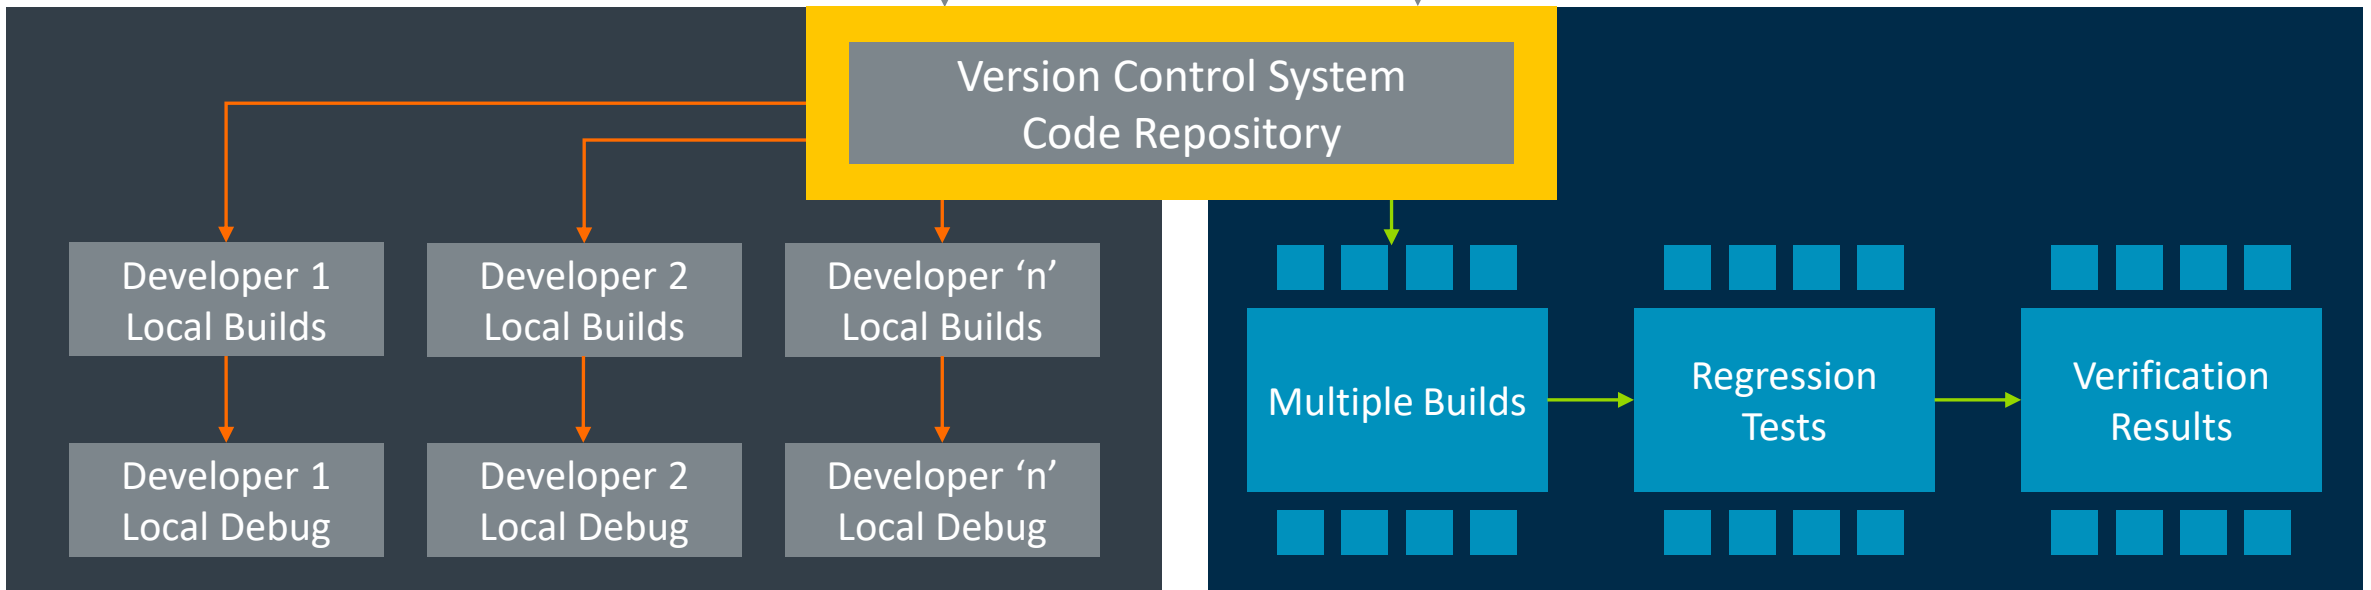 Version Control System
Code Repository
Developer 1
Local Builds
Developer 2
Local Builds
Developer ‘n’
Local Builds
Developer 1
Local Debug
Developer 2
Local Debug
Developer ‘n’
Local Debug
Multiple Builds
Regression
Tests
Verification
Results